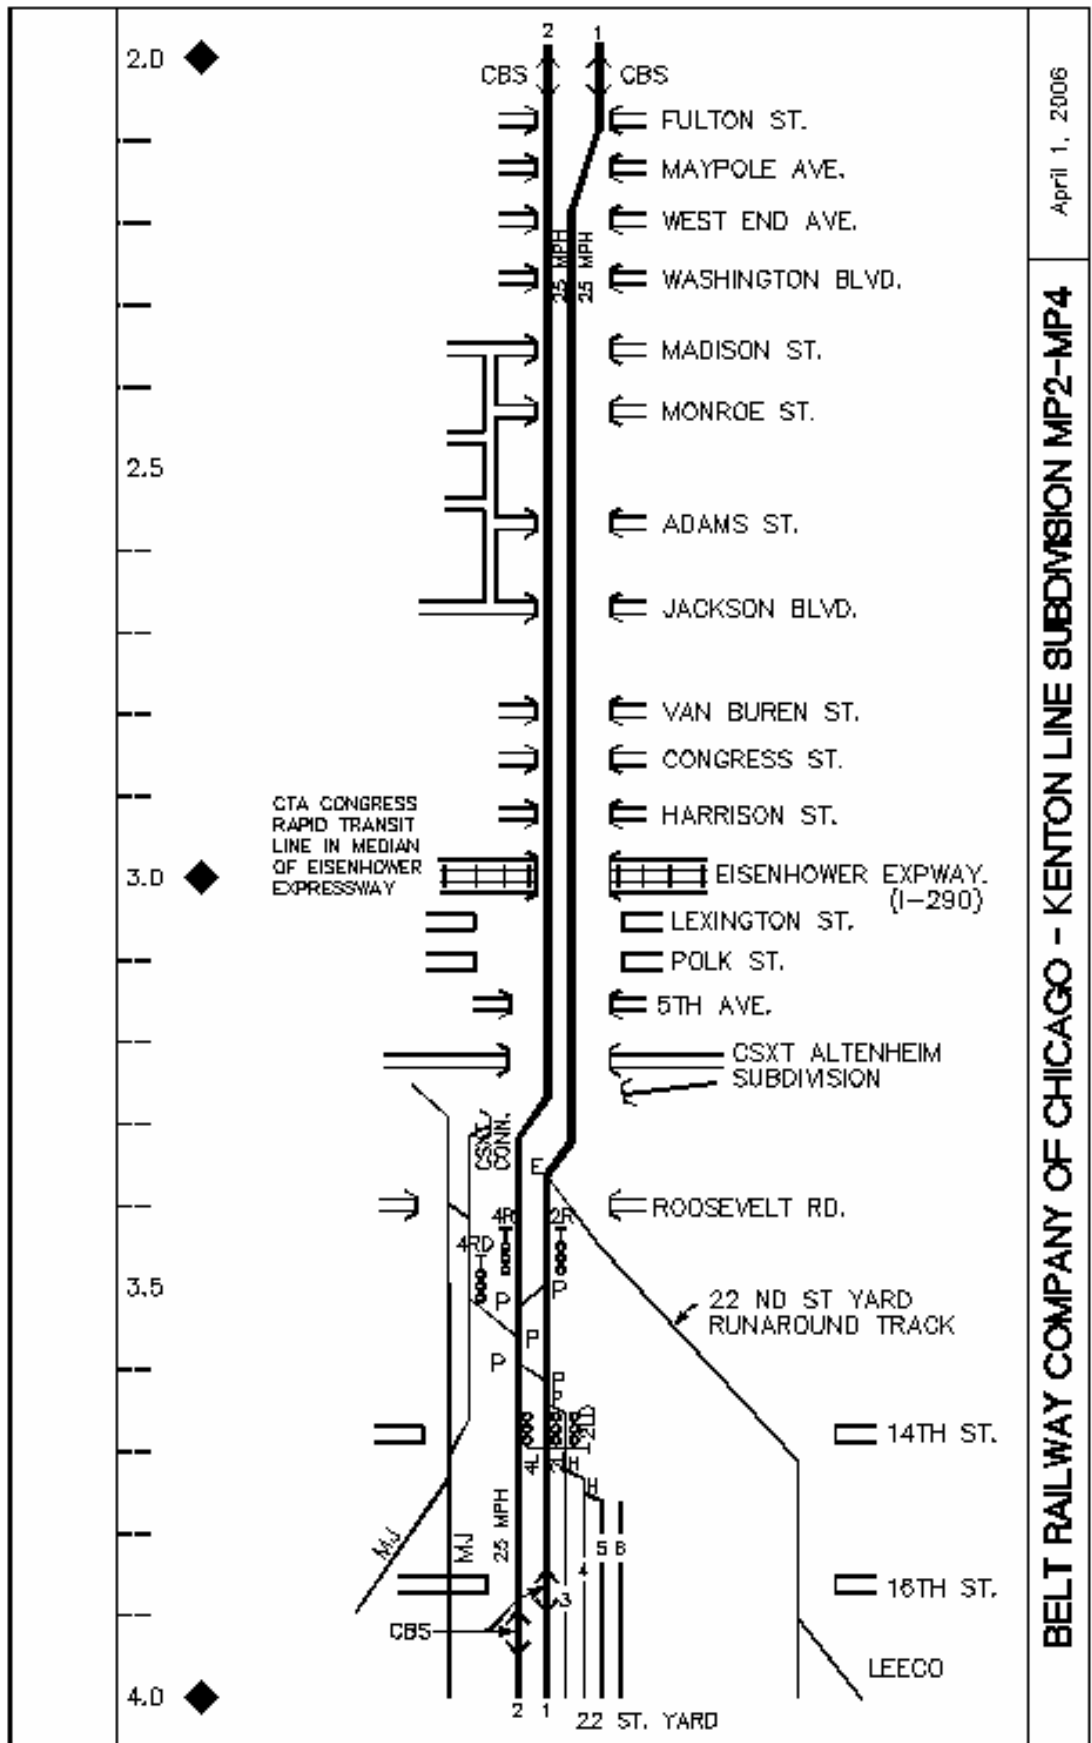 2 1
2.0
CBS CBS
FULTON ST.
MAYPOLE AVE.
WEST END AVE.
25 MPH
25 MPH
WASHINGTON BLVD.
MADISON ST.
MONROE ST.
2.5
ADAMS ST.
JACKSON BLVD.
VAN BUREN ST.
CONGRESS ST.
HARRISON ST.
CTA CONGRESS
RAPID TRANSIT
LINE IN MEDIAN
OF EISENHOWER
EXPRESSWAY
3.0
EISENHOWER EXPWAY.
(I-290)
LEXINGTON ST.
POLK ST.
5TH AVE.
CSXT ALTENHEIM
SUBDIVISION
CSXT
CONN.
E
ROOSEVELT RD.
4R 2R
4RD
3.5
P P
22 ND ST YARD
RUNAROUND TRACK
P
P P
P
2LD
14TH ST.
4L 2L H
H
25 MPH
MJ MJ
5 6
4
3
16TH ST.
CBS
LEECO
4.0
2 1
22 ST. YARD
April 1, 2006
BELT RAILWAY COMPANY OF CHICAGO - KENTON LINE SUBDIVISION MP2-MP4